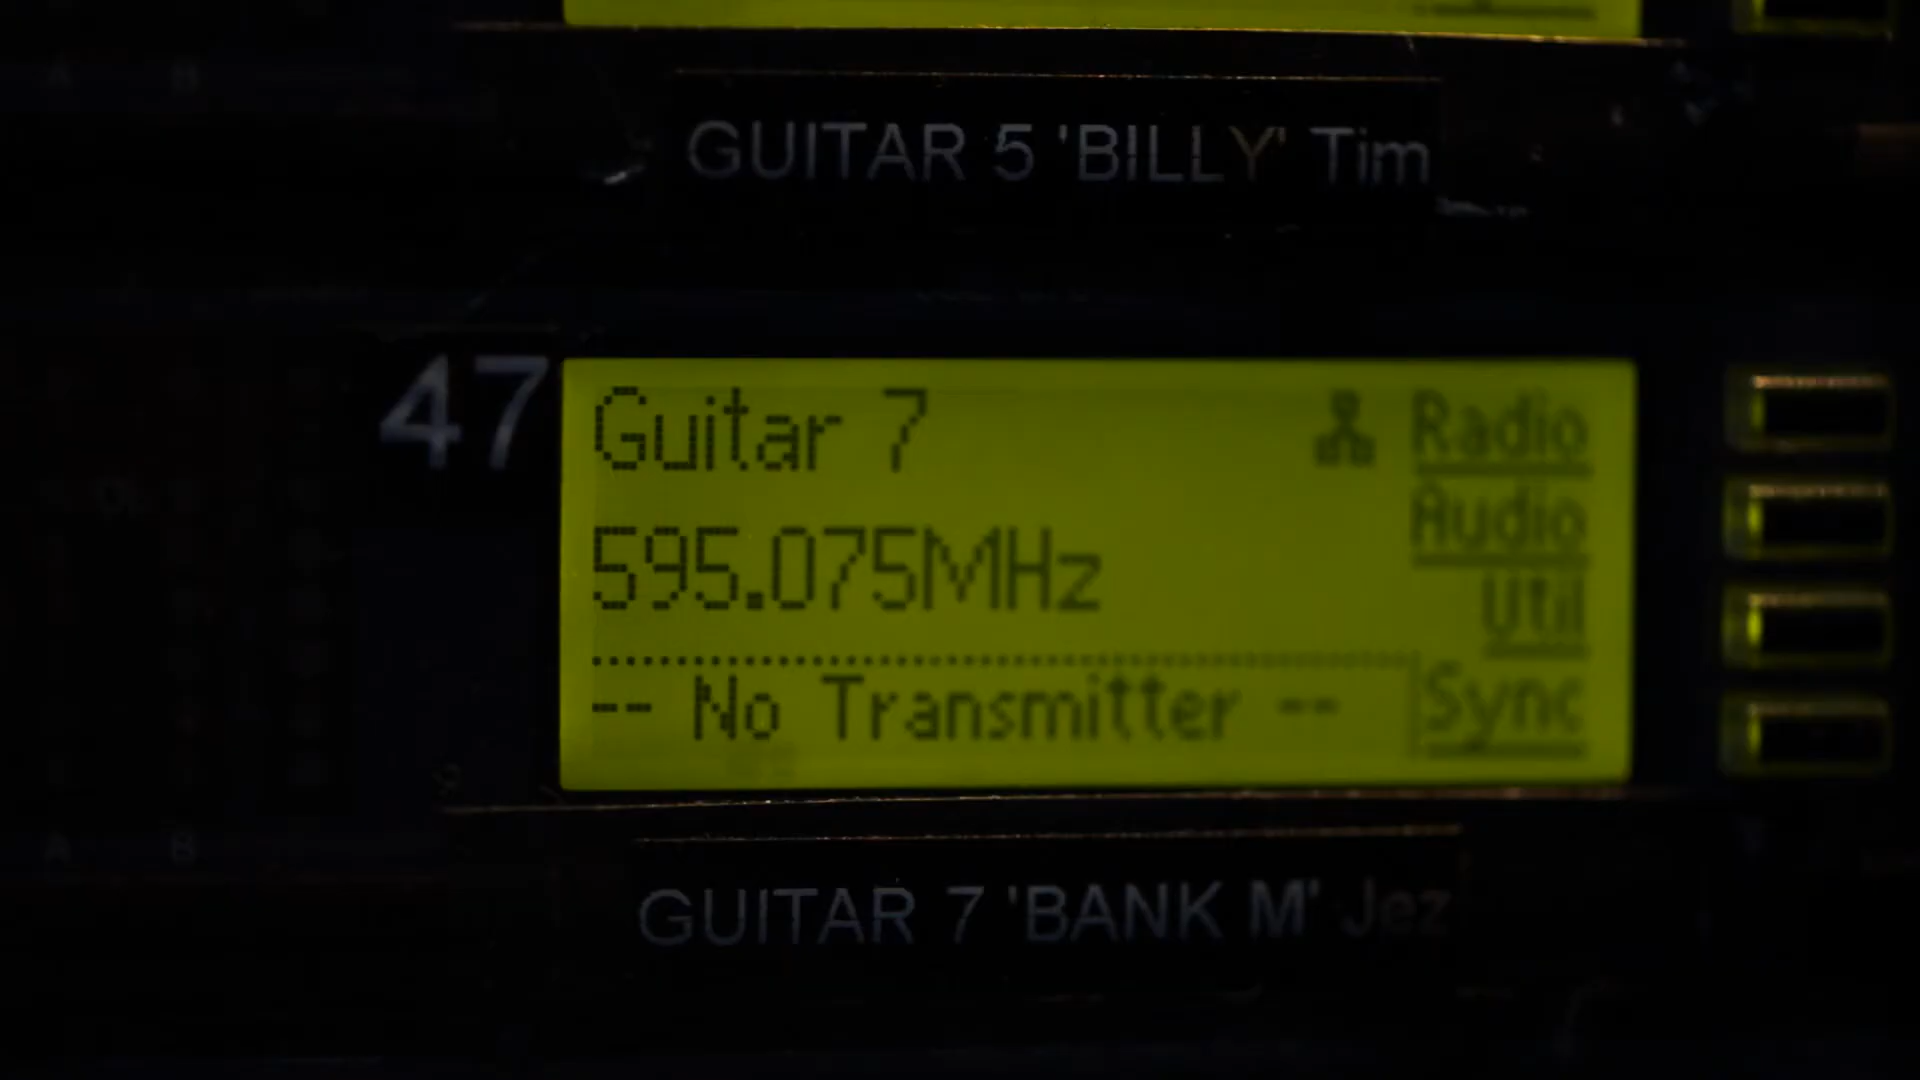 GUITAR 5 'BILLY' Tim
47
Guitar 7
Radio
595.075MHz
Audio
Util
-- No Transmitter --
Sync
A B
GUITAR 7 'BANK M' Jez